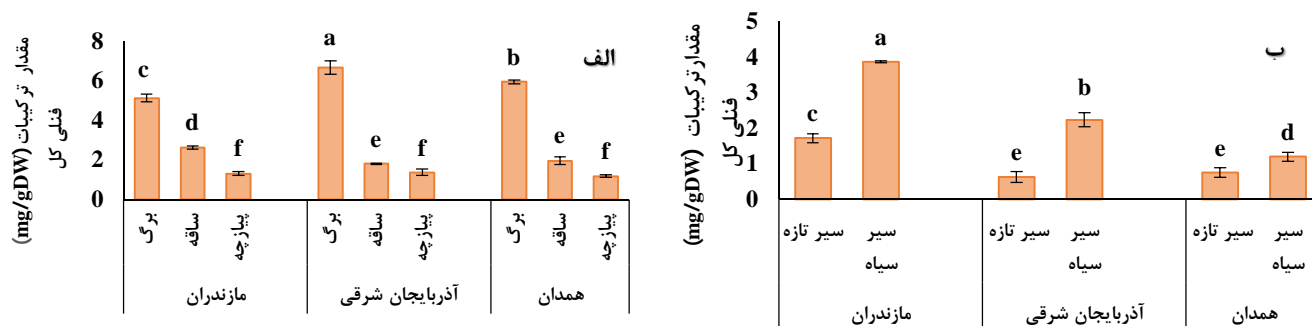 مقدار ترکیبات
فنلی کل
(mg/gDW)
8
6
4
2
0
الف
c
d
f
a
e
f
b
e
f
برگ
ساقه
پیازچه
برگ
ساقه
پیازچه
برگ
ساقه
پیازچه
مازندران
آذربایجان شرقی
همدان
مقدار ترکیبات
فنلی کل
(mg/gDW)
5
4
3
2
1
0
ب
c
a
e
b
e
d
سیر تازه
سیر
سیاه
سیر تازه
سیر
سیاه
سیر تازه
سیر
سیاه
مازندران
آذربایجان شرقی
همدان